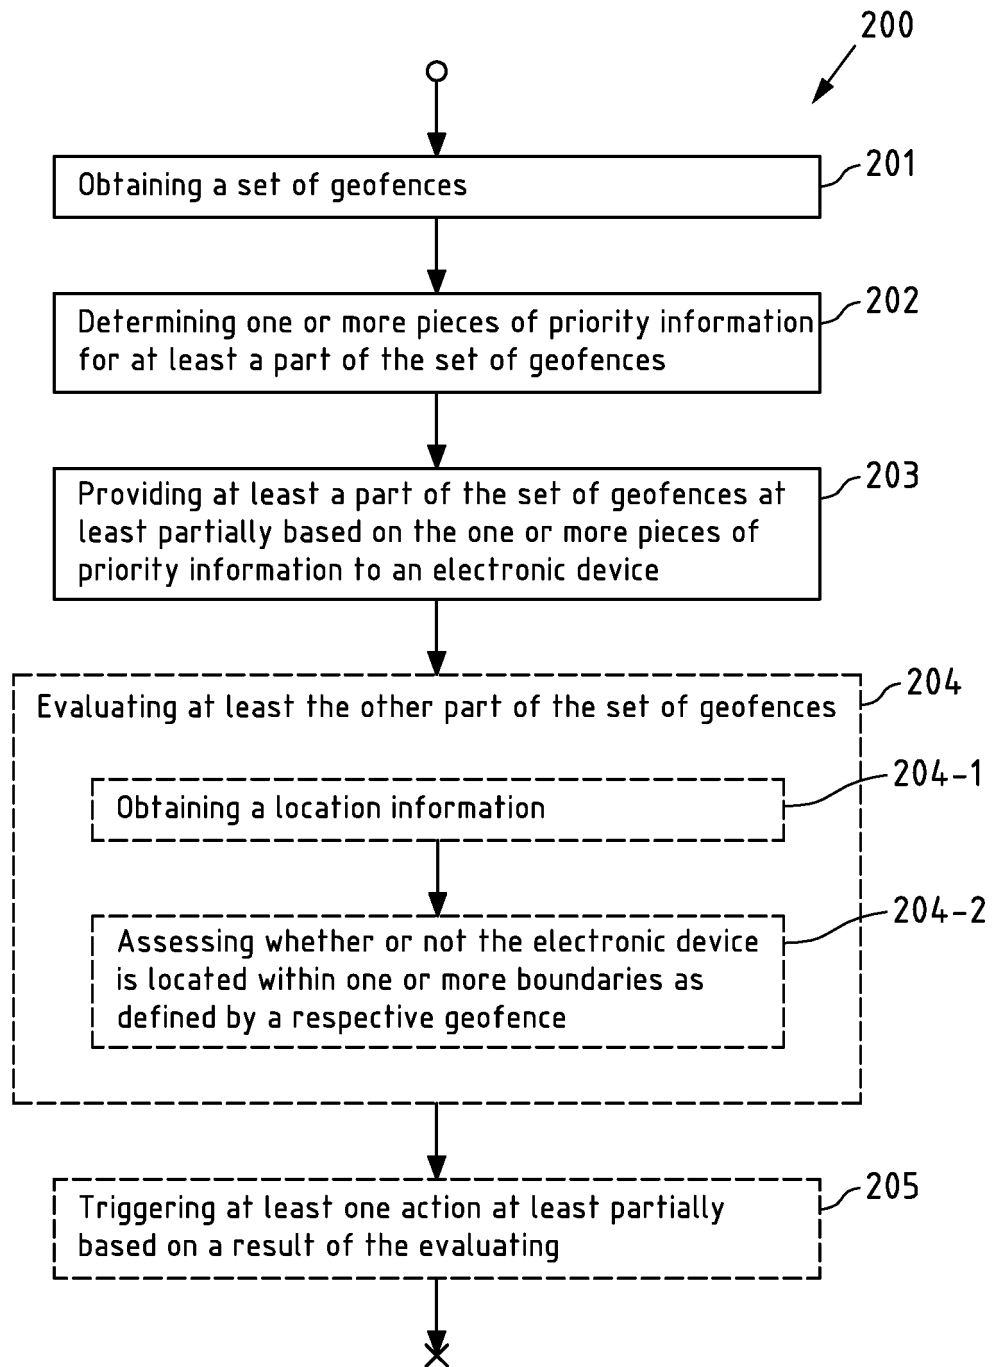 200
201
Obtaining a set of geofences
202
Determining one or more pieces of priority information
for at least a part of the set of geofences
203
Providing at least a part of the set of geofences at
least partially based on the one or more pieces of
priority information to an electronic device
204
Evaluating at least the other part of the set of geofences
204-1
Obtaining a location information
204-2
Assessing whether or not the electronic device
is located within one or more boundaries as
defined by a respective geofence
205
Triggering at least one action at least partially
based on a result of the evaluating